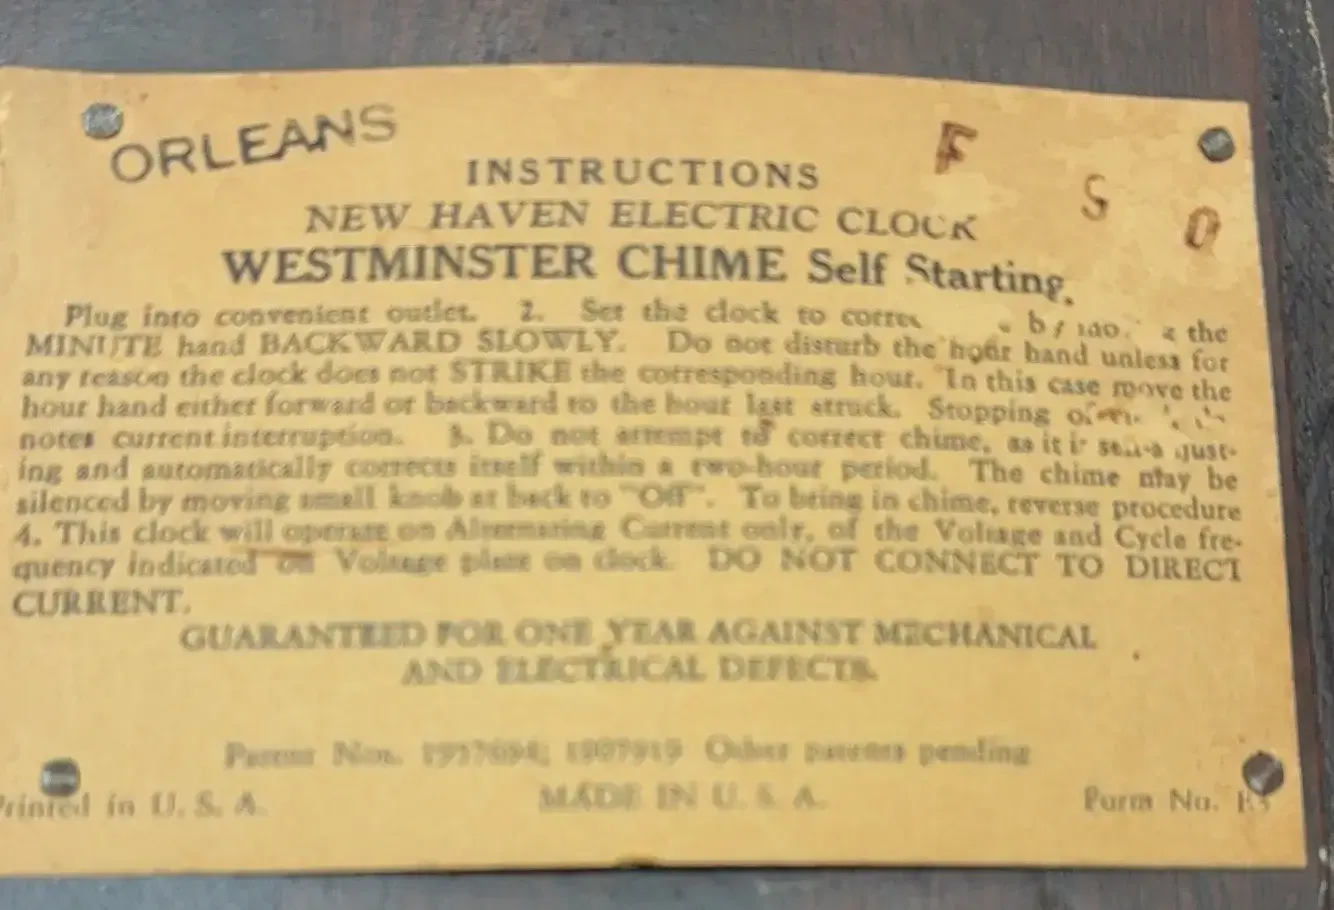 ORLEANS
F S O
INSTRUCTIONS
NEW HAVEN ELECTRIC CLOCK
WESTMINSTER CHIME Self Starting.
Plug into convenient outlet. 2. Set the clock to the
MINUTE hand BACKWARD SLOWLY. Do not disturb the hour hand unless for
any reason the clock does not STRIKE the corresponding hour. In this case move the
hour hand either forward or backward to the hour last struck. Stopping
notes current interruption. 3. Do not attempt to correct chime, as it is
ing and automatically corrects itself within a two-hour period. The chime may be
silenced by moving small knob at back to "Off". To bring in chime, reverse procedure
4. This clock will operate on Alternating Current only, of the Voltage and Cycle fre-
quency indicated on Voltage plate on clock. DO NOT CONNECT TO DIRECT
CURRENT.
GUARANTEED FOR ONE YEAR AGAINST MECHANICAL
AND ELECTRICAL DEFECTS.
Patent Nos. Other patents pending
Printed in U. S. A. MADE IN U. S. A. Form No.